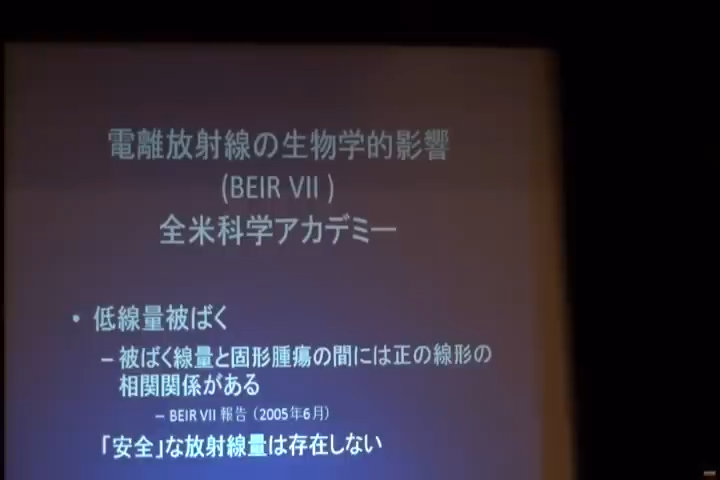 電離放射線の生物学的影響
(BEIR VII )
全米科学アカデミー
• 低線量被ばく
– 被ばく線量と固形腫瘍の間には正の線形の
相関関係がある
– BEIR VII 報告（2005年6月）
「安全」な放射線量は存在しない